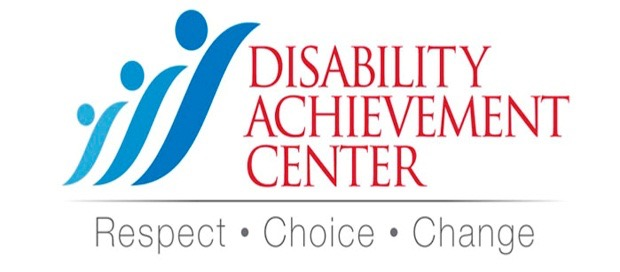 DISABILITY
ACHIEVEMENT
CENTER
Respect • Choice • Change